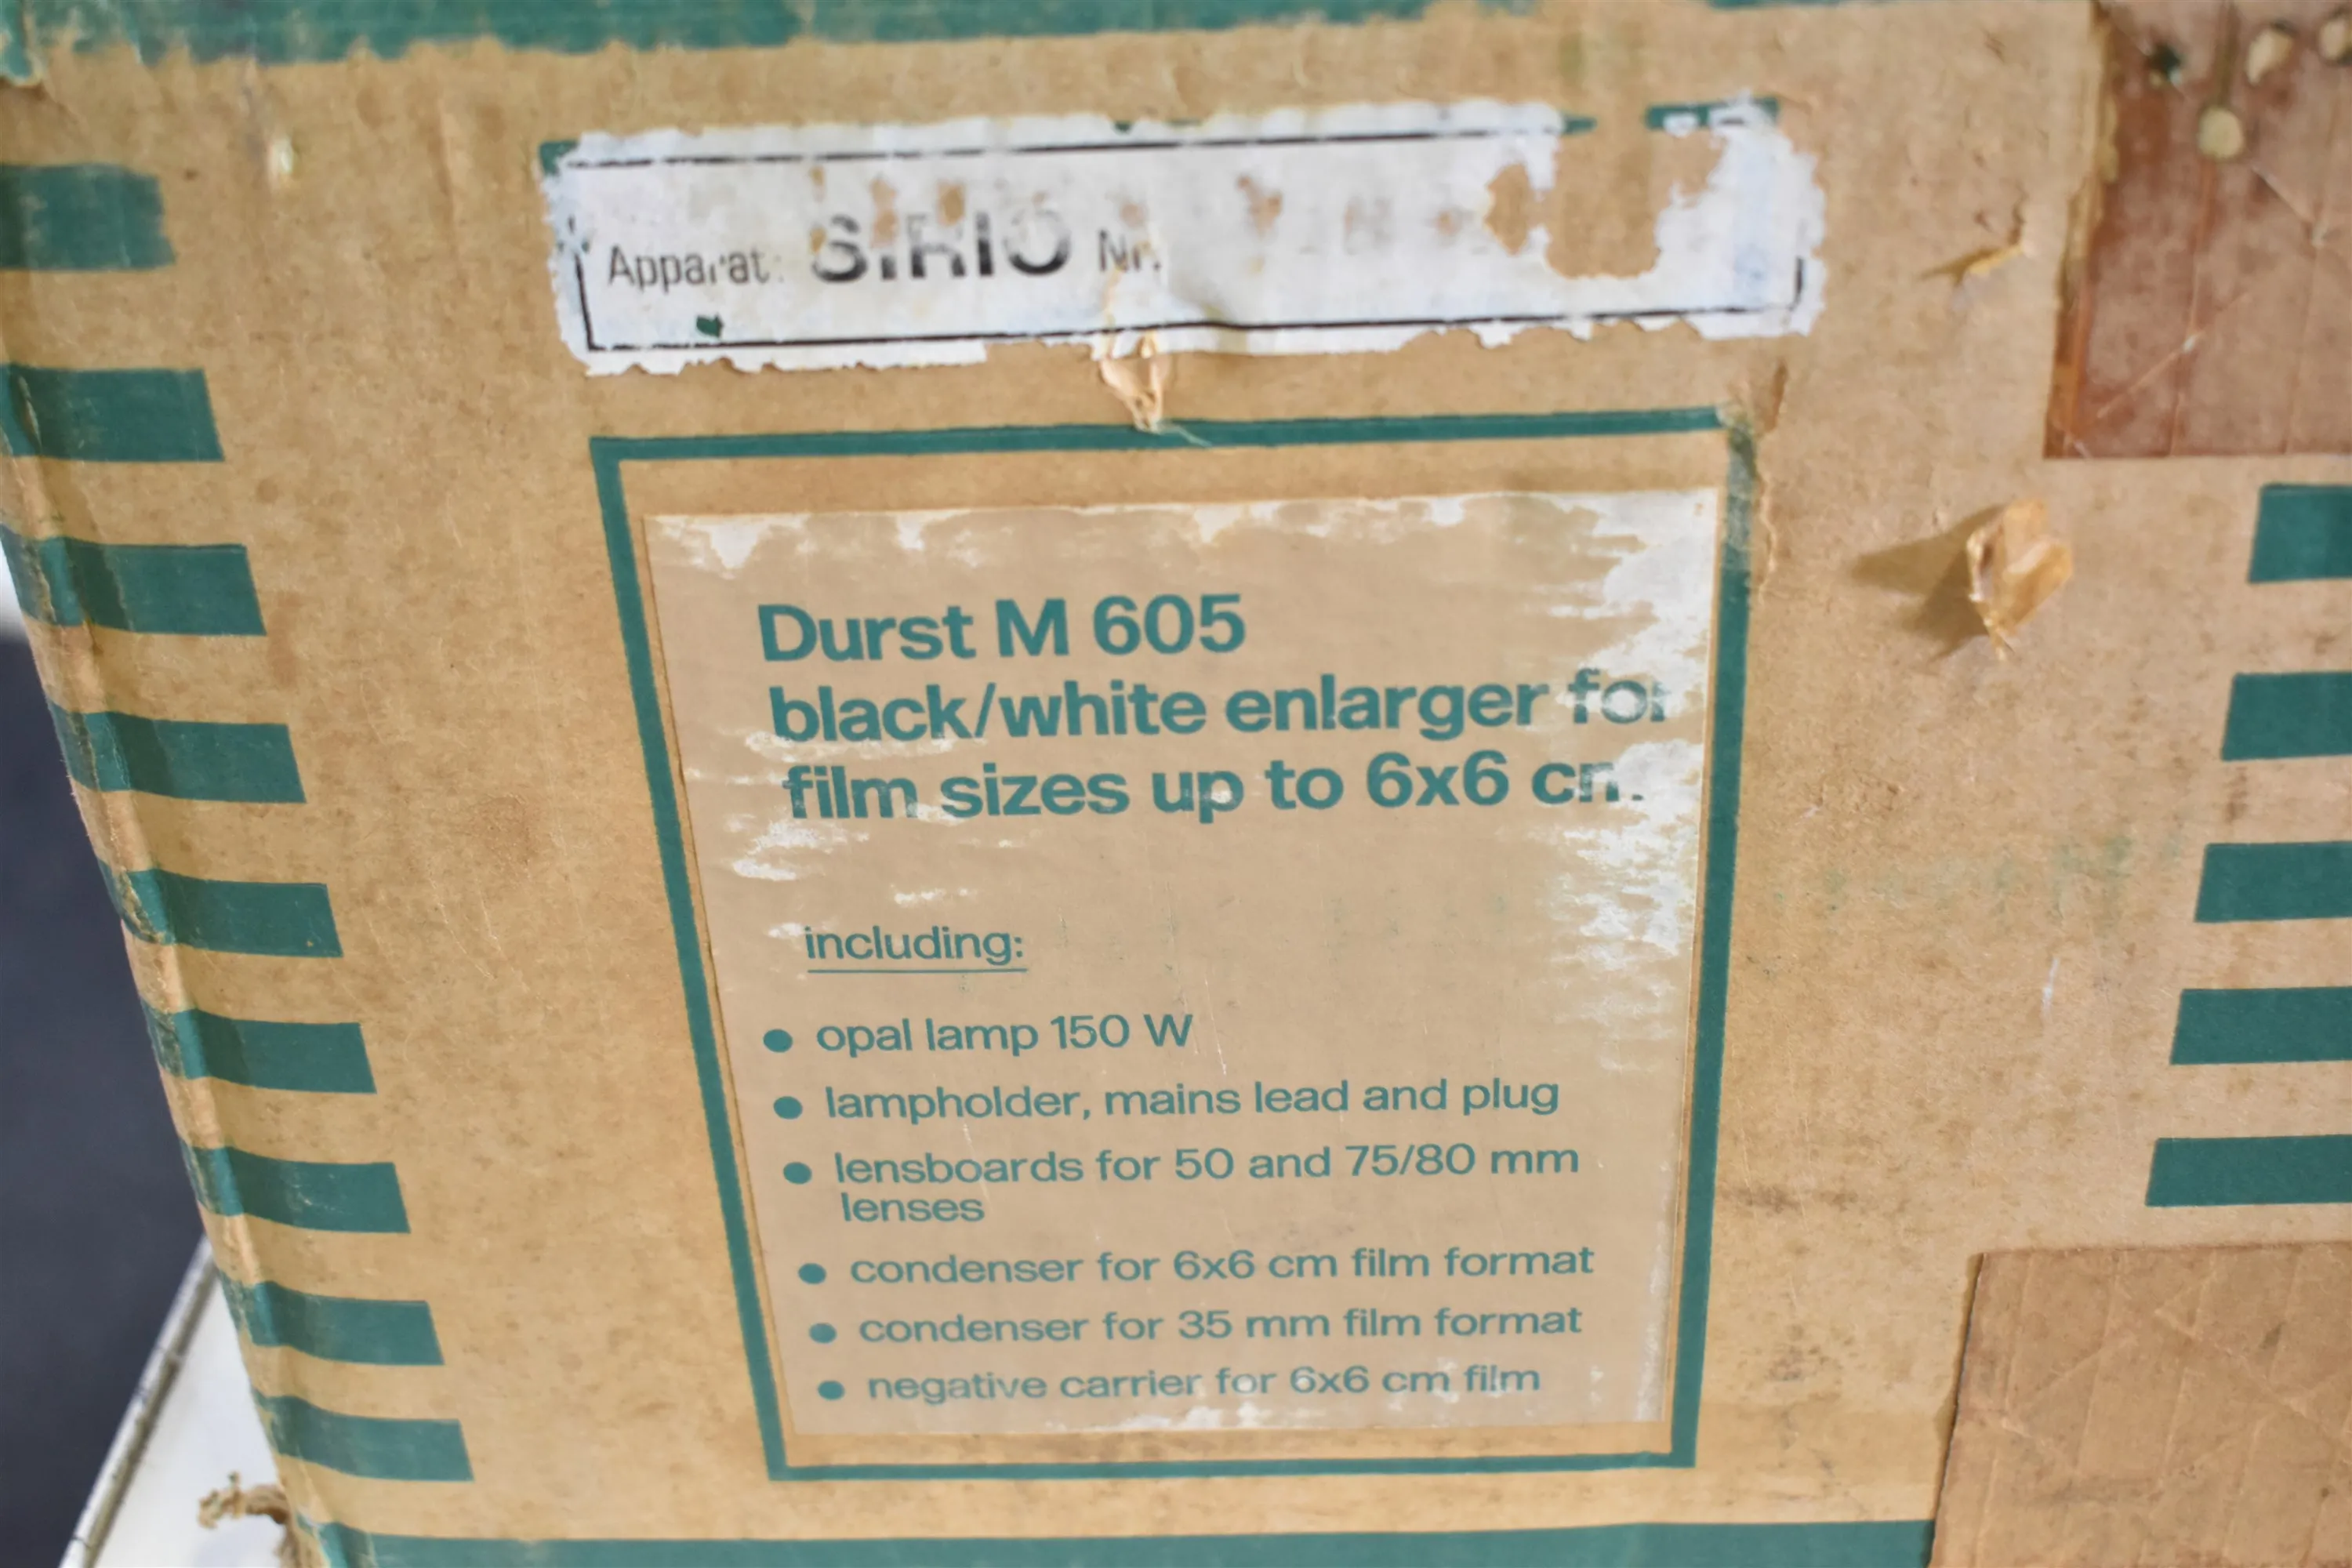 Apparat: SIRIO Nr.
Durst M 605
black/white enlarger for
film sizes up to 6x6 cm.
including:
● opal lamp 150 W
● lampholder, mains lead and plug
● lensboards for 50 and 75/80 mm
lenses
● condenser for 6x6 cm film format
● condenser for 35 mm film format
● negative carrier for 6x6 cm film